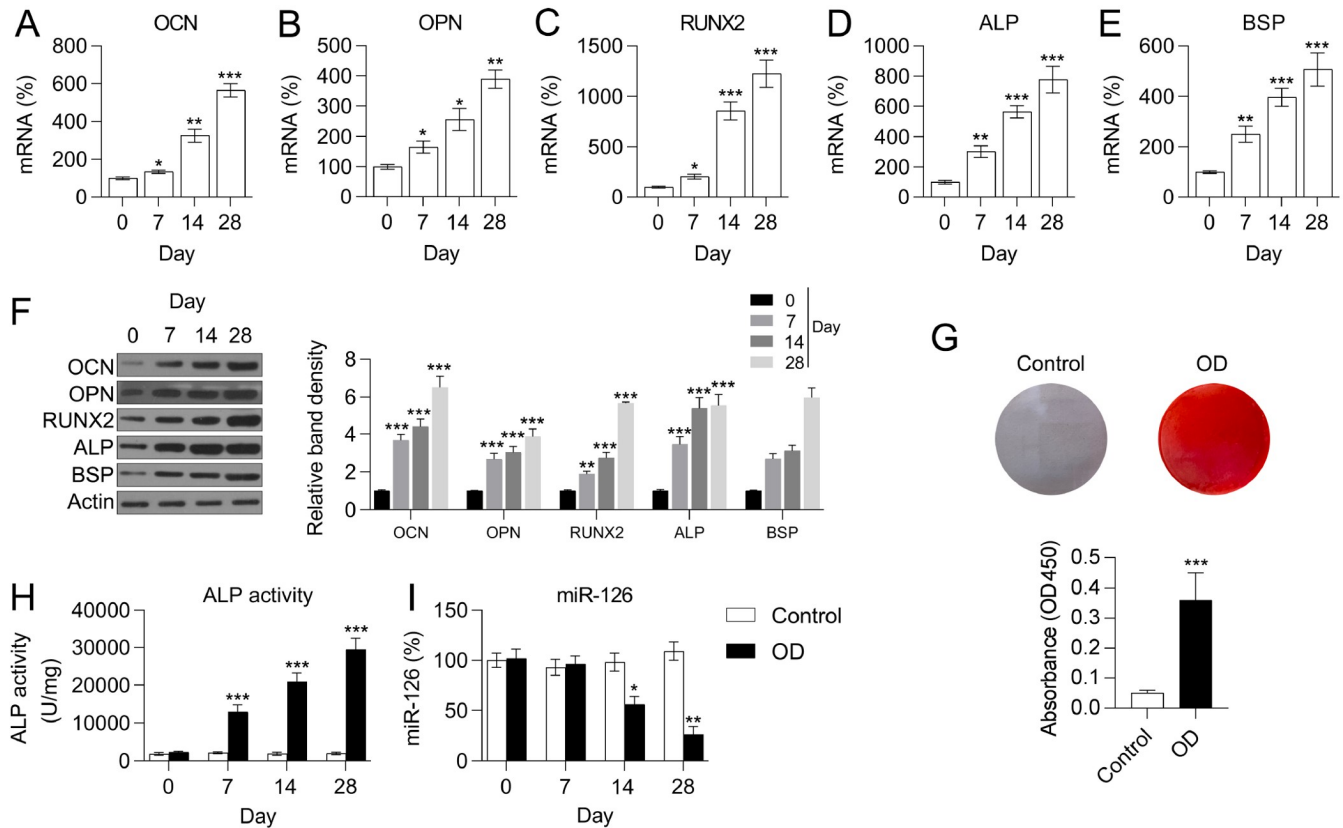 A
OCN
mRNA (%)
800
600
400
200
0
*
**
***
0 7 14 28
Day
B
OPN
mRNA (%)
500
400
300
200
100
0
*
*
**
0 7 14 28
Day
C
RUNX2
mRNA (%)
1500
1000
500
0
*
***
***
0 7 14 28
Day
D
ALP
mRNA (%)
1000
800
600
400
200
0
**
***
***
0 7 14 28
Day
E
BSP
mRNA (%)
600
400
200
0
**
***
***
0 7 14 28
Day
F
Day
0 7 14 28
OCN
OPN
RUNX2
ALP
BSP
Actin
Relative band density
8
6
4
2
0
*** *** ***
*** *** ***
** *** ***
*** *** ***
OCN OPN RUNX2 ALP BSP
0
7
14
28
Day
G
Control OD
Absorbance (OD450)
0.5
0.4
0.3
0.2
0.1
0.0
***
Control OD
H
ALP activity
ALP activity
(U/mg)
40000
30000
20000
10000
0
***
***
***
0 7 14 28
Day
I
miR-126
miR-126 (%)
150
100
50
0
*
**
0 7 14 28
Day
Control
OD